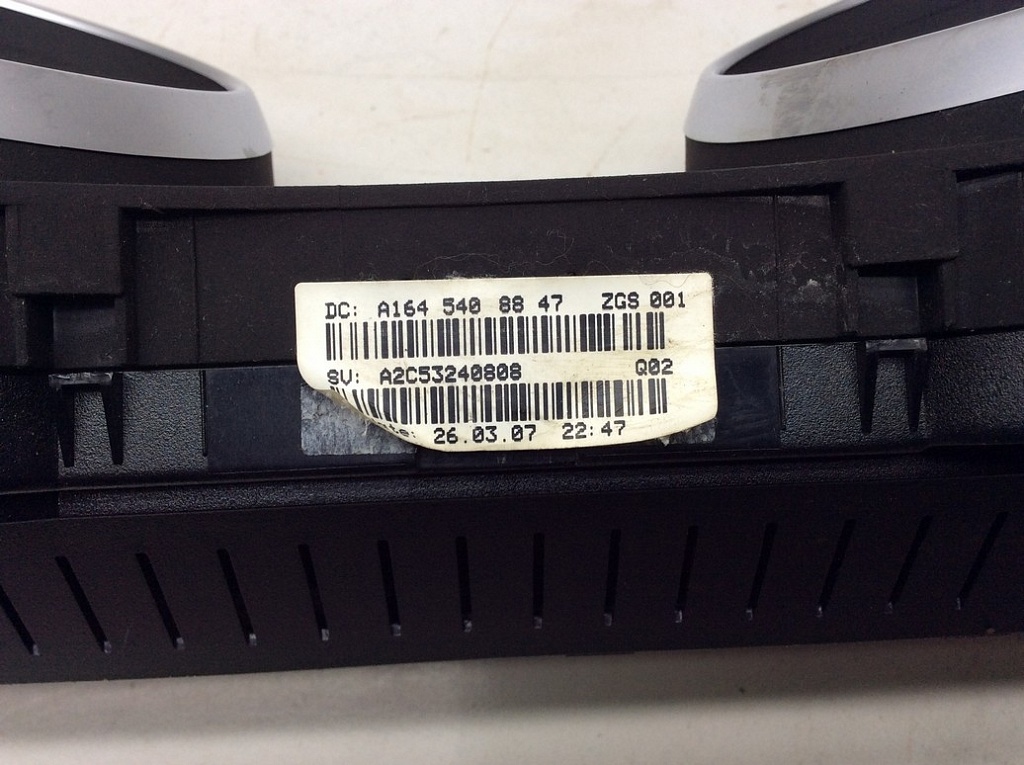 DC: A164 540 88 47 ZGS 001
SV: A2C53240808 Q02
26.03.07 22:47